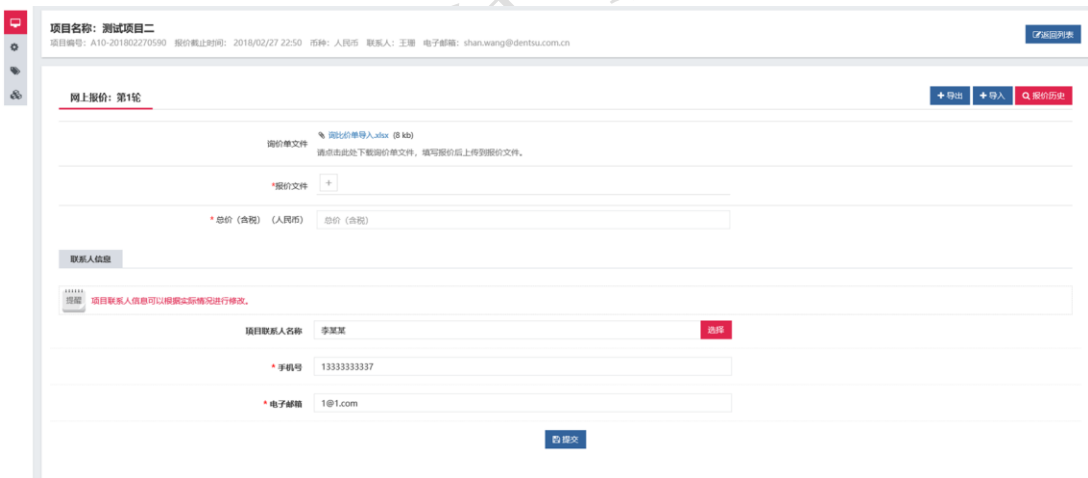 项目名称：测试项目二
项目编号：A10-201802270590 报价截止时间：2018/02/27 22:50 币种：人民币 联系人：王珊 电子邮箱：shan.wang@dentsu.com.cn
返回列表
网上报价：第1轮
导出
导入
报价历史
询价单文件
询比价单导入.xlsx (8 kb)
请点击此处下载询价单文件，填写报价后上传到报价文件。
*报价文件
+
* 总价（含税）（人民币）
总价（含税）
联系人信息
提醒 项目联系人信息可以根据实际情况进行修改。
项目联系人名称 李某某 选择
* 手机号 13333333337
* 电子邮箱 1@1.com
提交